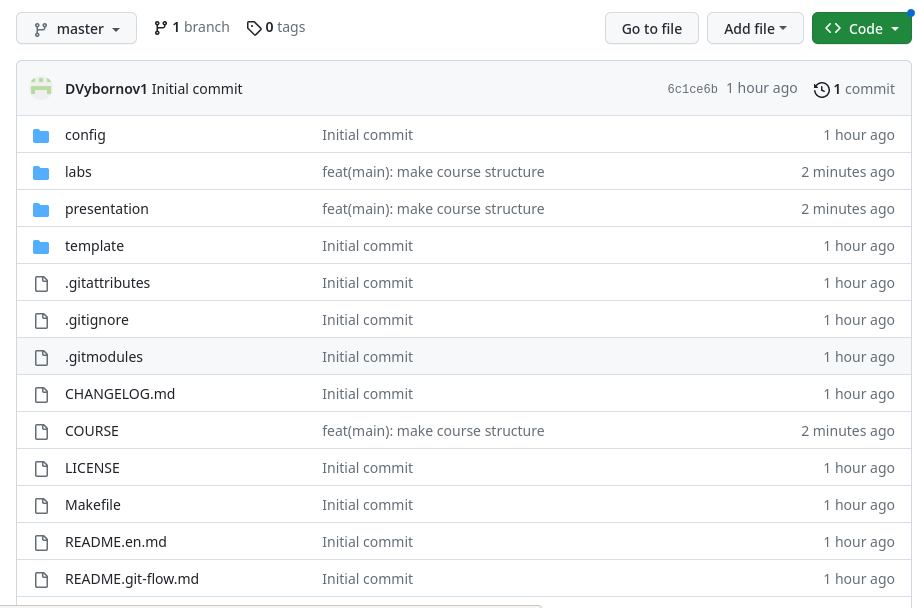 master 1 branch 0 tags Go to file Add file Code
DVybornov1 Initial commit 6c1ce6b 1 hour ago 1 commit
config Initial commit 1 hour ago
labs feat(main): make course structure 2 minutes ago
presentation feat(main): make course structure 2 minutes ago
template Initial commit 1 hour ago
.gitattributes Initial commit 1 hour ago
.gitignore Initial commit 1 hour ago
.gitmodules Initial commit 1 hour ago
CHANGELOG.md Initial commit 1 hour ago
COURSE feat(main): make course structure 2 minutes ago
LICENSE Initial commit 1 hour ago
Makefile Initial commit 1 hour ago
README.en.md Initial commit 1 hour ago
README.git-flow.md Initial commit 1 hour ago